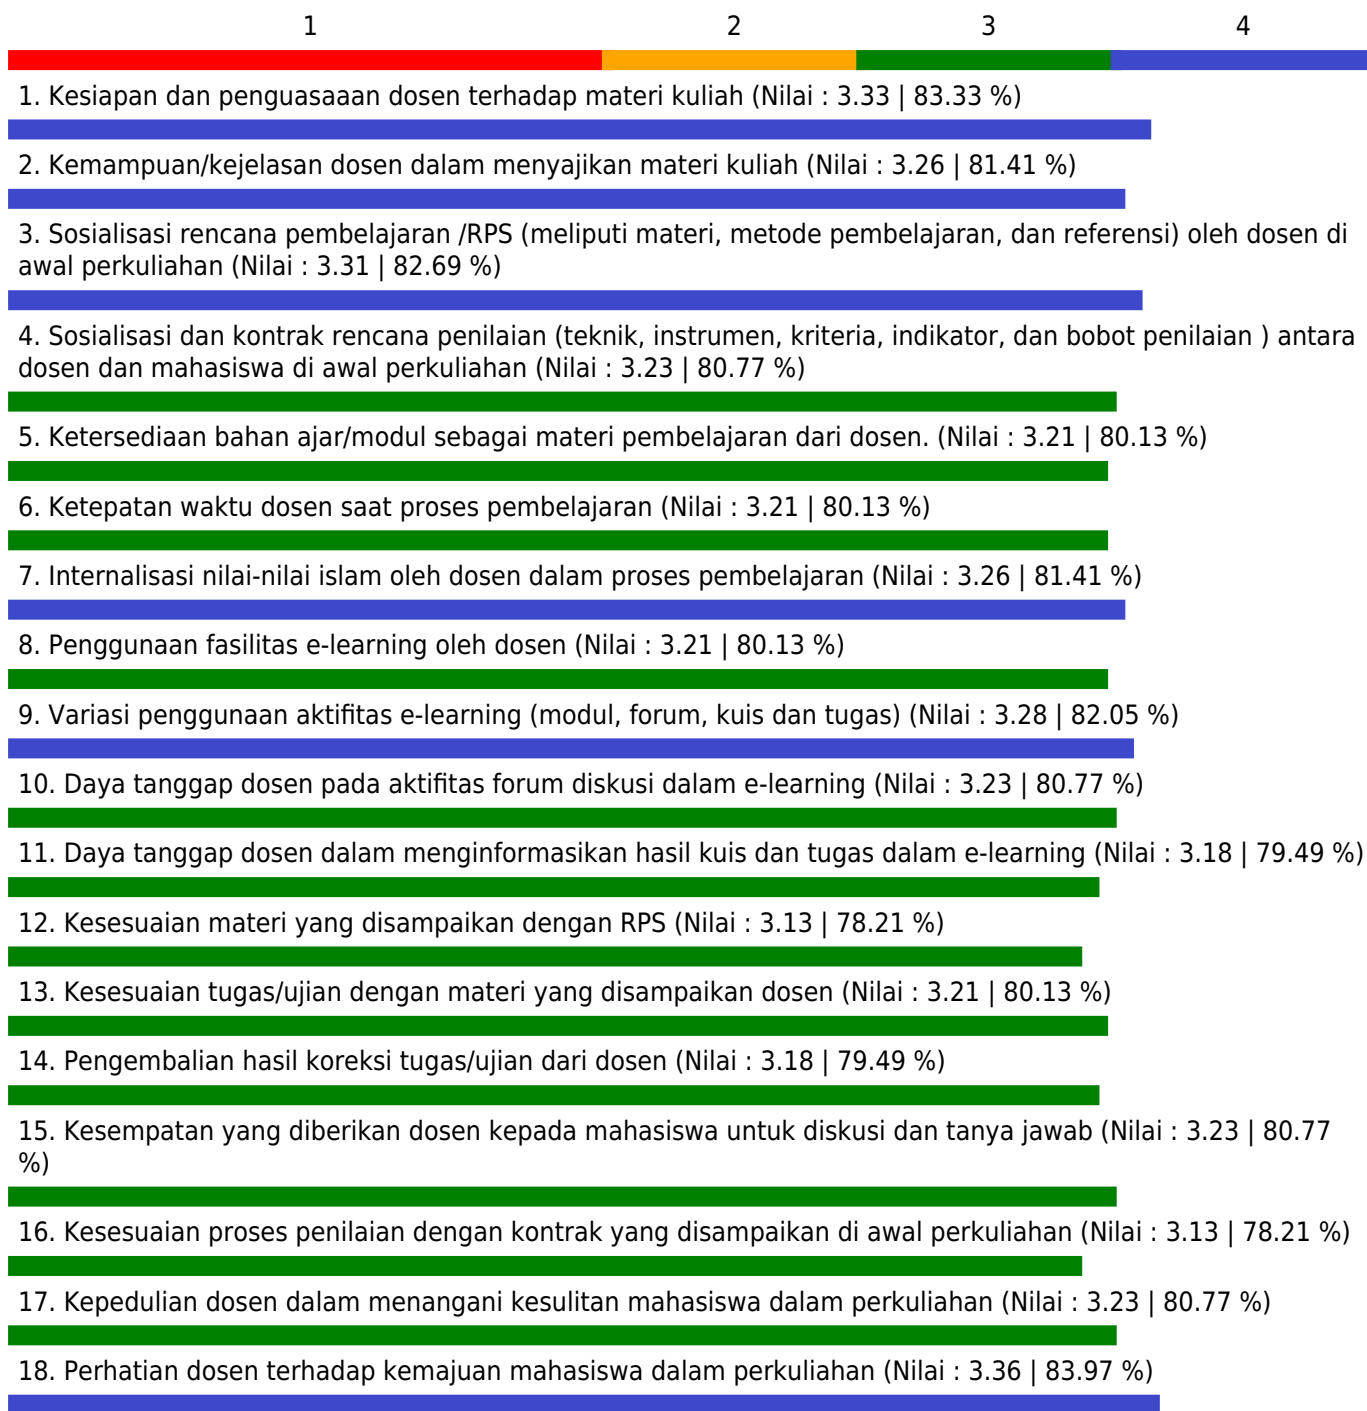 1 2 3 4
1. Kesiapan dan penguasaaan dosen terhadap materi kuliah (Nilai : 3.33 | 83.33 %)
2. Kemampuan/kejelasan dosen dalam menyajikan materi kuliah (Nilai : 3.26 | 81.41 %)
3. Sosialisasi rencana pembelajaran /RPS (meliputi materi, metode pembelajaran, dan referensi) oleh dosen di
awal perkuliahan (Nilai : 3.31 | 82.69 %)
4. Sosialisasi dan kontrak rencana penilaian (teknik, instrumen, kriteria, indikator, dan bobot penilaian ) antara
dosen dan mahasiswa di awal perkuliahan (Nilai : 3.23 | 80.77 %)
5. Ketersediaan bahan ajar/modul sebagai materi pembelajaran dari dosen. (Nilai : 3.21 | 80.13 %)
6. Ketepatan waktu dosen saat proses pembelajaran (Nilai : 3.21 | 80.13 %)
7. Internalisasi nilai-nilai islam oleh dosen dalam proses pembelajaran (Nilai : 3.26 | 81.41 %)
8. Penggunaan fasilitas e-learning oleh dosen (Nilai : 3.21 | 80.13 %)
9. Variasi penggunaan aktifitas e-learning (modul, forum, kuis dan tugas) (Nilai : 3.28 | 82.05 %)
10. Daya tanggap dosen pada aktifitas forum diskusi dalam e-learning (Nilai : 3.23 | 80.77 %)
11. Daya tanggap dosen dalam menginformasikan hasil kuis dan tugas dalam e-learning (Nilai : 3.18 | 79.49 %)
12. Kesesuaian materi yang disampaikan dengan RPS (Nilai : 3.13 | 78.21 %)
13. Kesesuaian tugas/ujian dengan materi yang disampaikan dosen (Nilai : 3.21 | 80.13 %)
14. Pengembalian hasil koreksi tugas/ujian dari dosen (Nilai : 3.18 | 79.49 %)
15. Kesempatan yang diberikan dosen kepada mahasiswa untuk diskusi dan tanya jawab (Nilai : 3.23 | 80.77
%)
16. Kesesuaian proses penilaian dengan kontrak yang disampaikan di awal perkuliahan (Nilai : 3.13 | 78.21 %)
17. Kepedulian dosen dalam menangani kesulitan mahasiswa dalam perkuliahan (Nilai : 3.23 | 80.77 %)
18. Perhatian dosen terhadap kemajuan mahasiswa dalam perkuliahan (Nilai : 3.36 | 83.97 %)